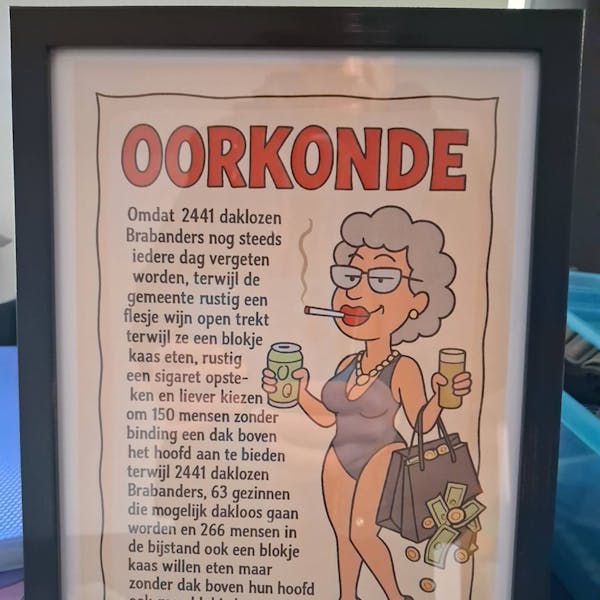 OORKONDE
Omdat 2441 daklozen
Brabanders nog steeds
iedere dag vergeten
worden, terwijl de
gemeente rustig een
flesje wijn open trekt
terwijl ze een blokje
kaas eten, rustig
een sigaret opste-
ken en liever kiezen
om 150 mensen zonder
binding een dak boven
het hoofd aan te bieden
terwijl 2441 daklozen
Brabanders, 63 gezinnen
die mogelijk dakloos gaan
worden en 266 mensen in
de bijstand ook een blokje
kaas willen eten maar
zonder dak boven hun hoofd